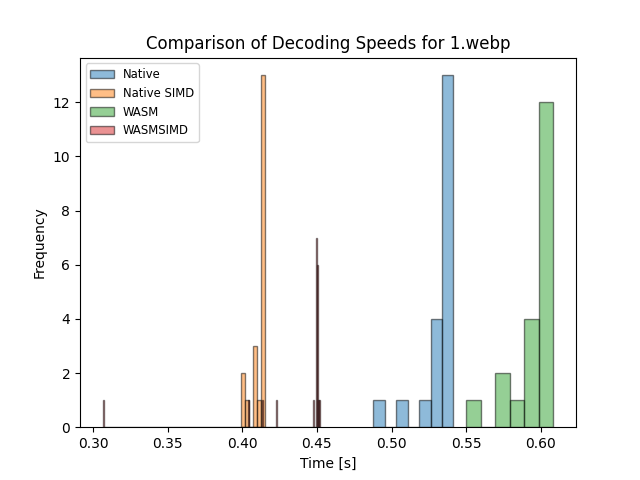 Comparison of Decoding Speeds for 1.webp
Native
Native SIMD
WASM
WASMSIMD
12
10
8
6
4
2
0
Frequency
0.30 0.35 0.40 0.45 0.50 0.55 0.60
Time [s]